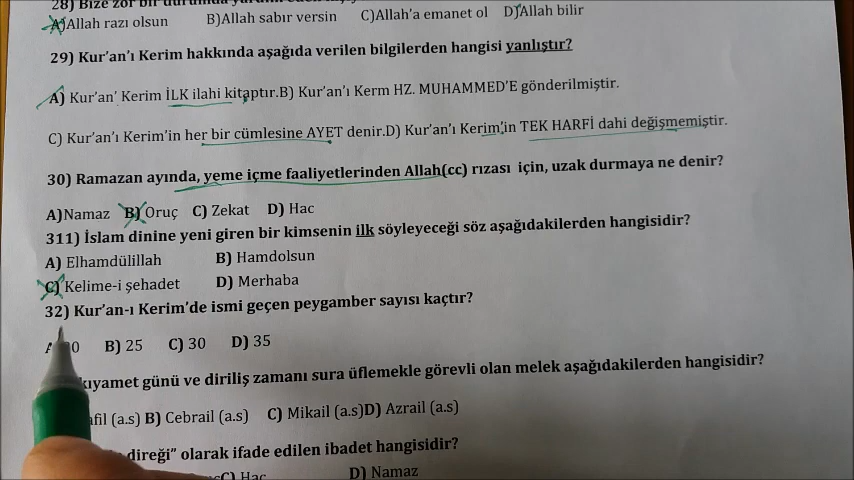 28) Bize zor bir
A)Allah razı olsun B)Allah sabır versin C)Allah'a emanet ol D)Allah bilir
29) Kur'an'ı Kerim hakkında aşağıda verilen bilgilerden hangisi yanlıştır?
A) Kur'an' Kerim İLK ilahi kitaptır.B) Kur'an'ı Kerm HZ. MUHAMMED'E gönderilmiştir.
C) Kur'an'ı Kerim'in her bir cümlesine AYET denir.D) Kur'an'ı Kerim'in TEK HARFİ dahi değişmemiştir.
30) Ramazan ayında, yeme içme faaliyetlerinden Allah(cc) rızası için, uzak durmaya ne denir?
A)Namaz B) Oruç C) Zekat D) Hac
311) İslam dinine yeni giren bir kimsenin ilk söyleyeceği söz aşağıdakilerden hangisidir?
A) Elhamdülillah B) Hamdolsun
C) Kelime-i şehadet D) Merhaba
32) Kur'an-ı Kerim'de ismi geçen peygamber sayısı kaçtır?
B) 25 C) 30 D) 35
kıyamet günü ve diriliş zamanı sura üflemekle görevli olan melek aşağıdakilerden hangisidir?
(a.s) B) Cebrail (a.s) C) Mikail (a.s)D) Azrail (a.s)
direği” olarak ifade edilen ibadet hangisidir?
C) Hac D) Namaz